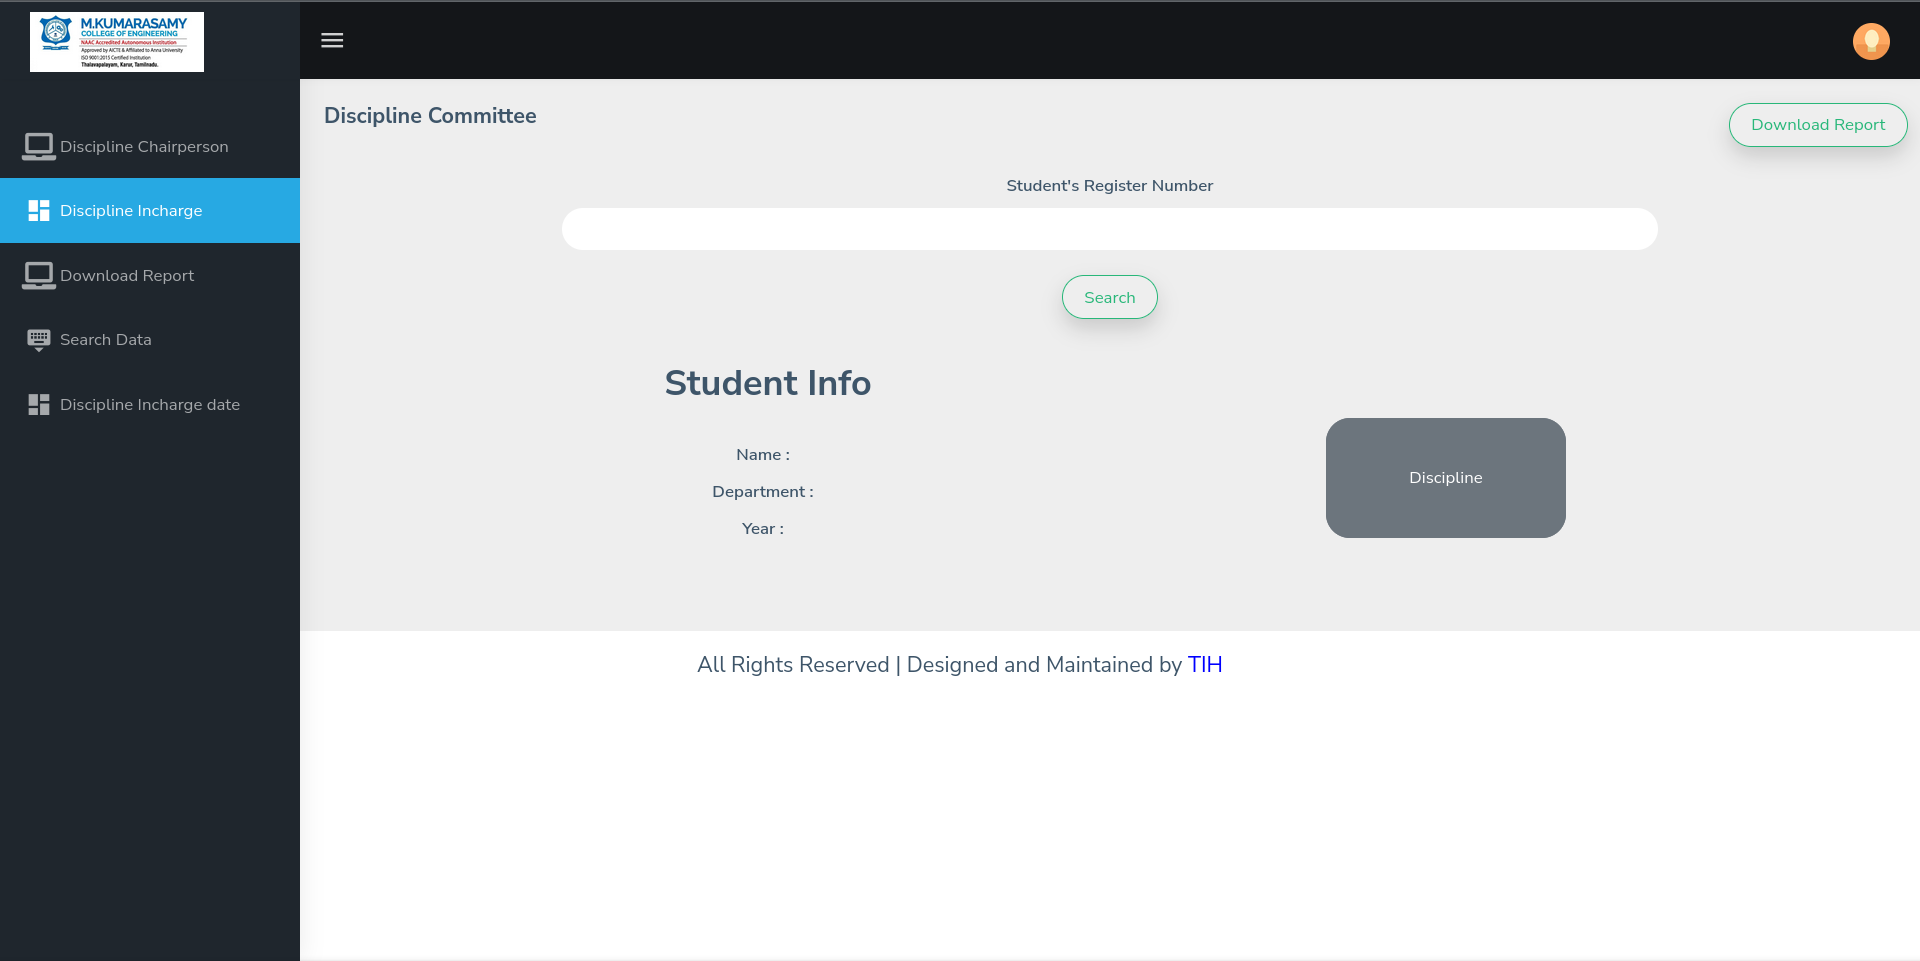 M.KUMARASAMY
COLLEGE OF ENGINEERING
NAAC Accredited Autonomous Institution
Approved by AICTE & Affiliated to Anna University
ISO 9001:2015 Certified Institution
Thalavapalayam, Karur, Tamilnadu.
Discipline Chairperson
Discipline Incharge
Download Report
Search Data
Discipline Incharge date
Discipline Committee
Download Report
Student's Register Number
Search
Student Info
Name :
Department :
Year :
Discipline
All Rights Reserved | Designed and Maintained by TIH